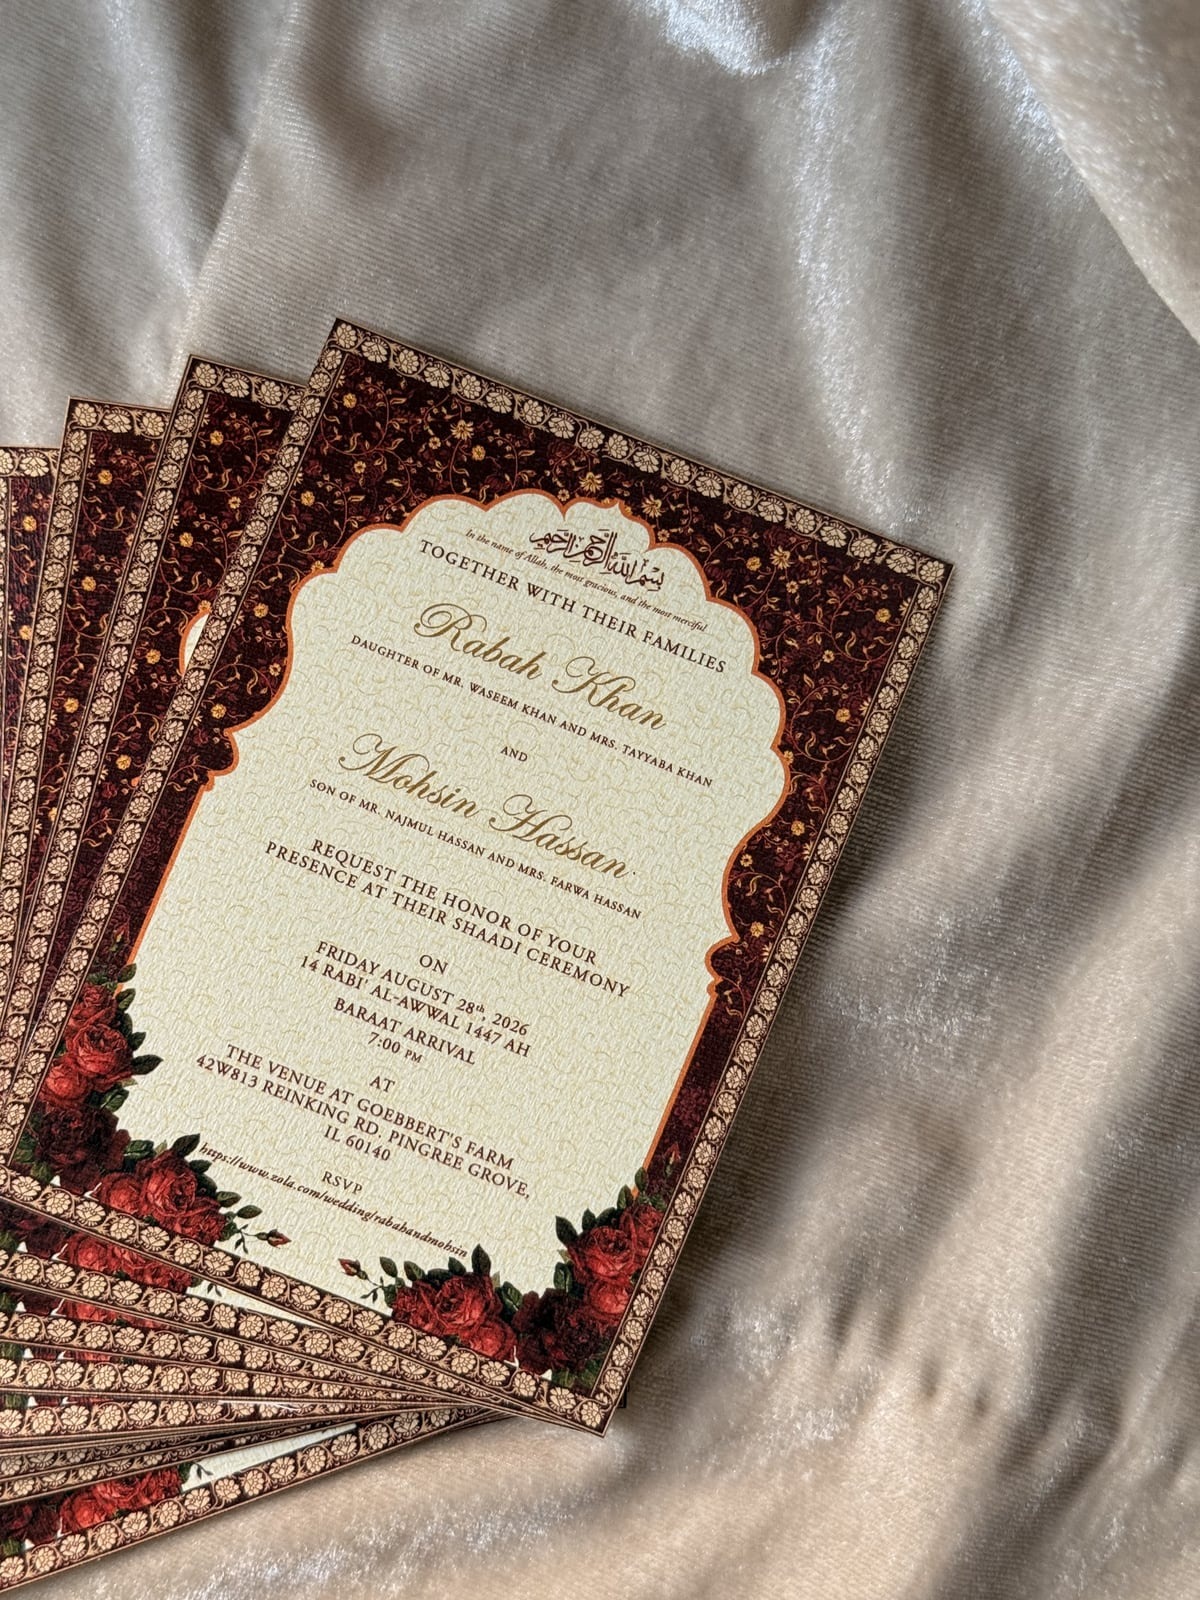 بسم الله الرحمن الرحيم
In the name of Allah, the most gracious, and the most merciful
TOGETHER WITH THEIR FAMILIES
Rabah Khan
DAUGHTER OF MR. WASEEM KHAN AND MRS. TAYYABA KHAN
AND
Mohsin Hassan
SON OF MR. NAJMUL HASSAN AND MRS. FARWA HASSAN
REQUEST THE HONOR OF YOUR
PRESENCE AT THEIR SHAADI CEREMONY
ON
FRIDAY AUGUST 28th, 2026
14 RABI' AL-AWWAL 1447 AH
BARAAT ARRIVAL
7:00 PM
AT
THE VENUE AT GOEBBERT'S FARM
42W813 REINKING RD, PINGREE GROVE,
IL 60140
RSVP
https://www.zola.com/wedding/rabahandmohsin